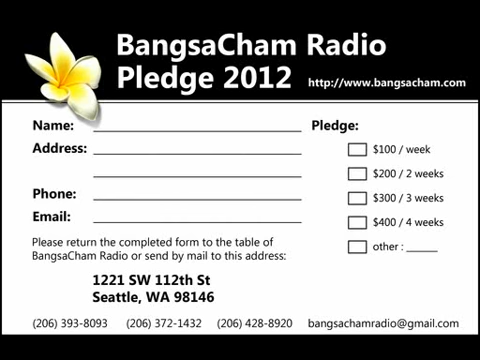 BangsaCham Radio
Pledge 2012 http://www.bangsacham.com
Name: Pledge:
Address: $100 / week
$200 / 2 weeks
Phone: $300 / 3 weeks
Email: $400 / 4 weeks
other : ______
Please return the completed form to the table of
BangsaCham Radio or send by mail to this address:
1221 SW 112th St
Seattle, WA 98146
(206) 393-8093 (206) 372-1432 (206) 428-8920 bangsachamradio@gmail.com